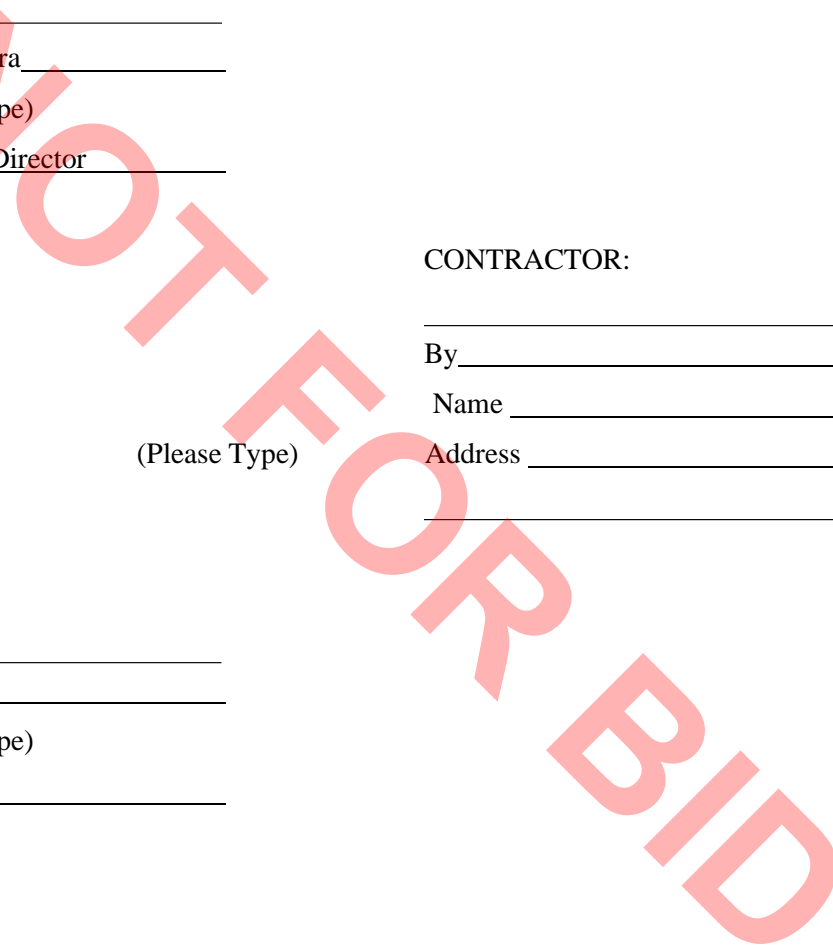 ra
pe)
Director
CONTRACTOR:
By
Name
(Please Type) Address
pe)
NOT FOR BID